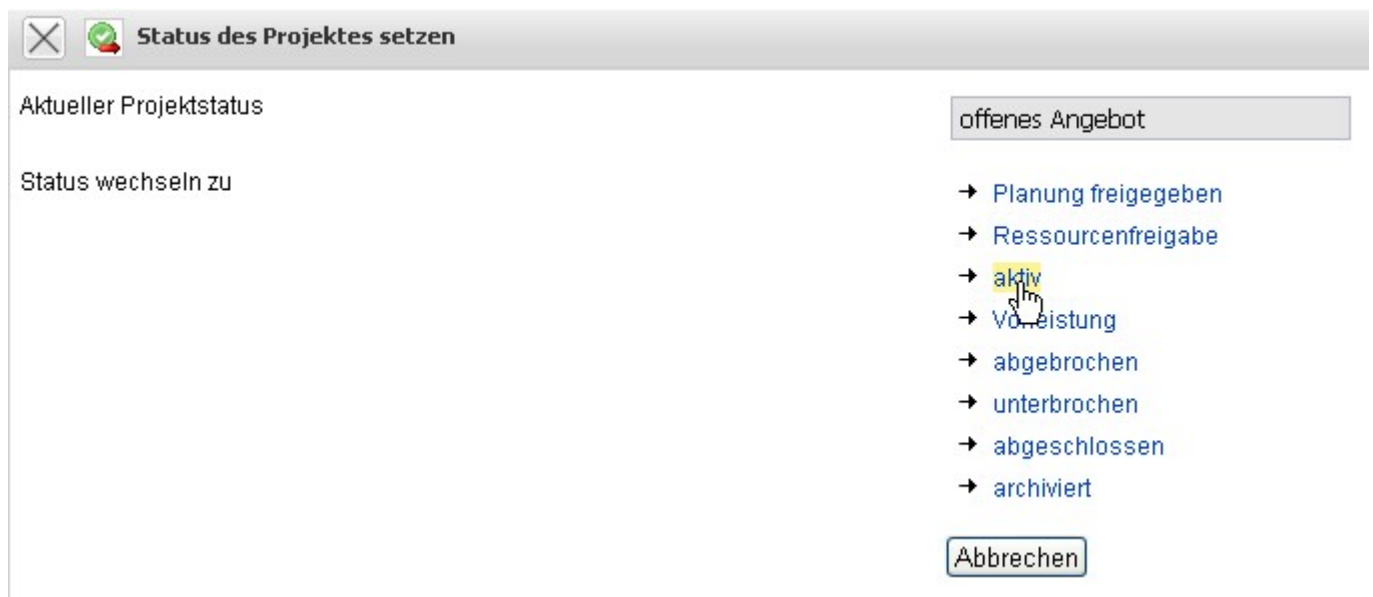 Status des Projektes setzen
Aktueller Projektstatus
offenes Angebot
Status wechseln zu
Planung freigegeben
Ressourcenfreigabe
aktiv
Vorleistung
abgebrochen
unterbrochen
abgeschlossen
archiviert
Abbrechen